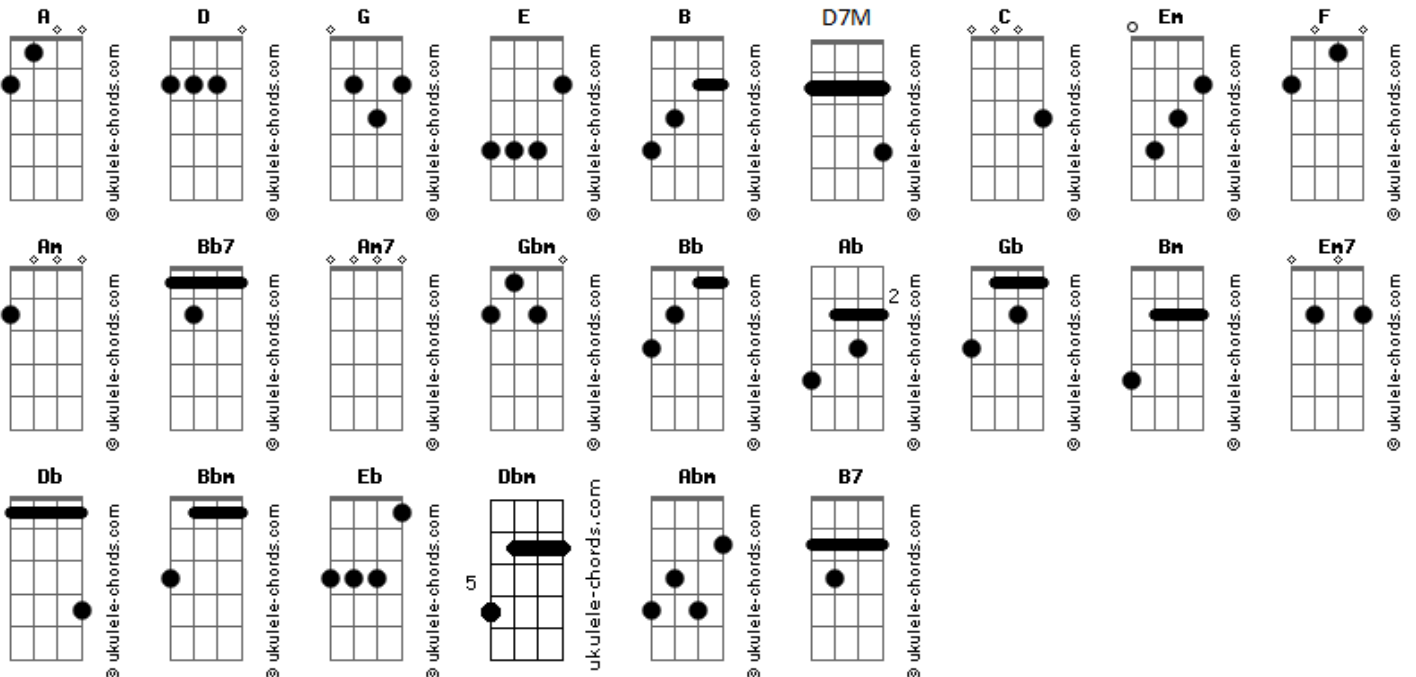 A D G E B D7M C Em F
© ukulele-chords.com © ukulele-chords.com © ukulele-chords.com © ukulele-chords.com © ukulele-chords.com © ukulele-chords.com © ukulele-chords.com © ukulele-chords.com © ukulele-chords.com
Am Bb7 Am7 Gbm Bb Ab Gb Bm Em7
2
© ukulele-chords.com © ukulele-chords.com © ukulele-chords.com © ukulele-chords.com © ukulele-chords.com © ukulele-chords.com © ukulele-chords.com © ukulele-chords.com © ukulele-chords.com
Db Bbm Eb Dbm Abm B7
5
© ukulele-chords.com © ukulele-chords.com © ukulele-chords.com ukulele-chords.com © ukulele-chords.com © ukulele-chords.com